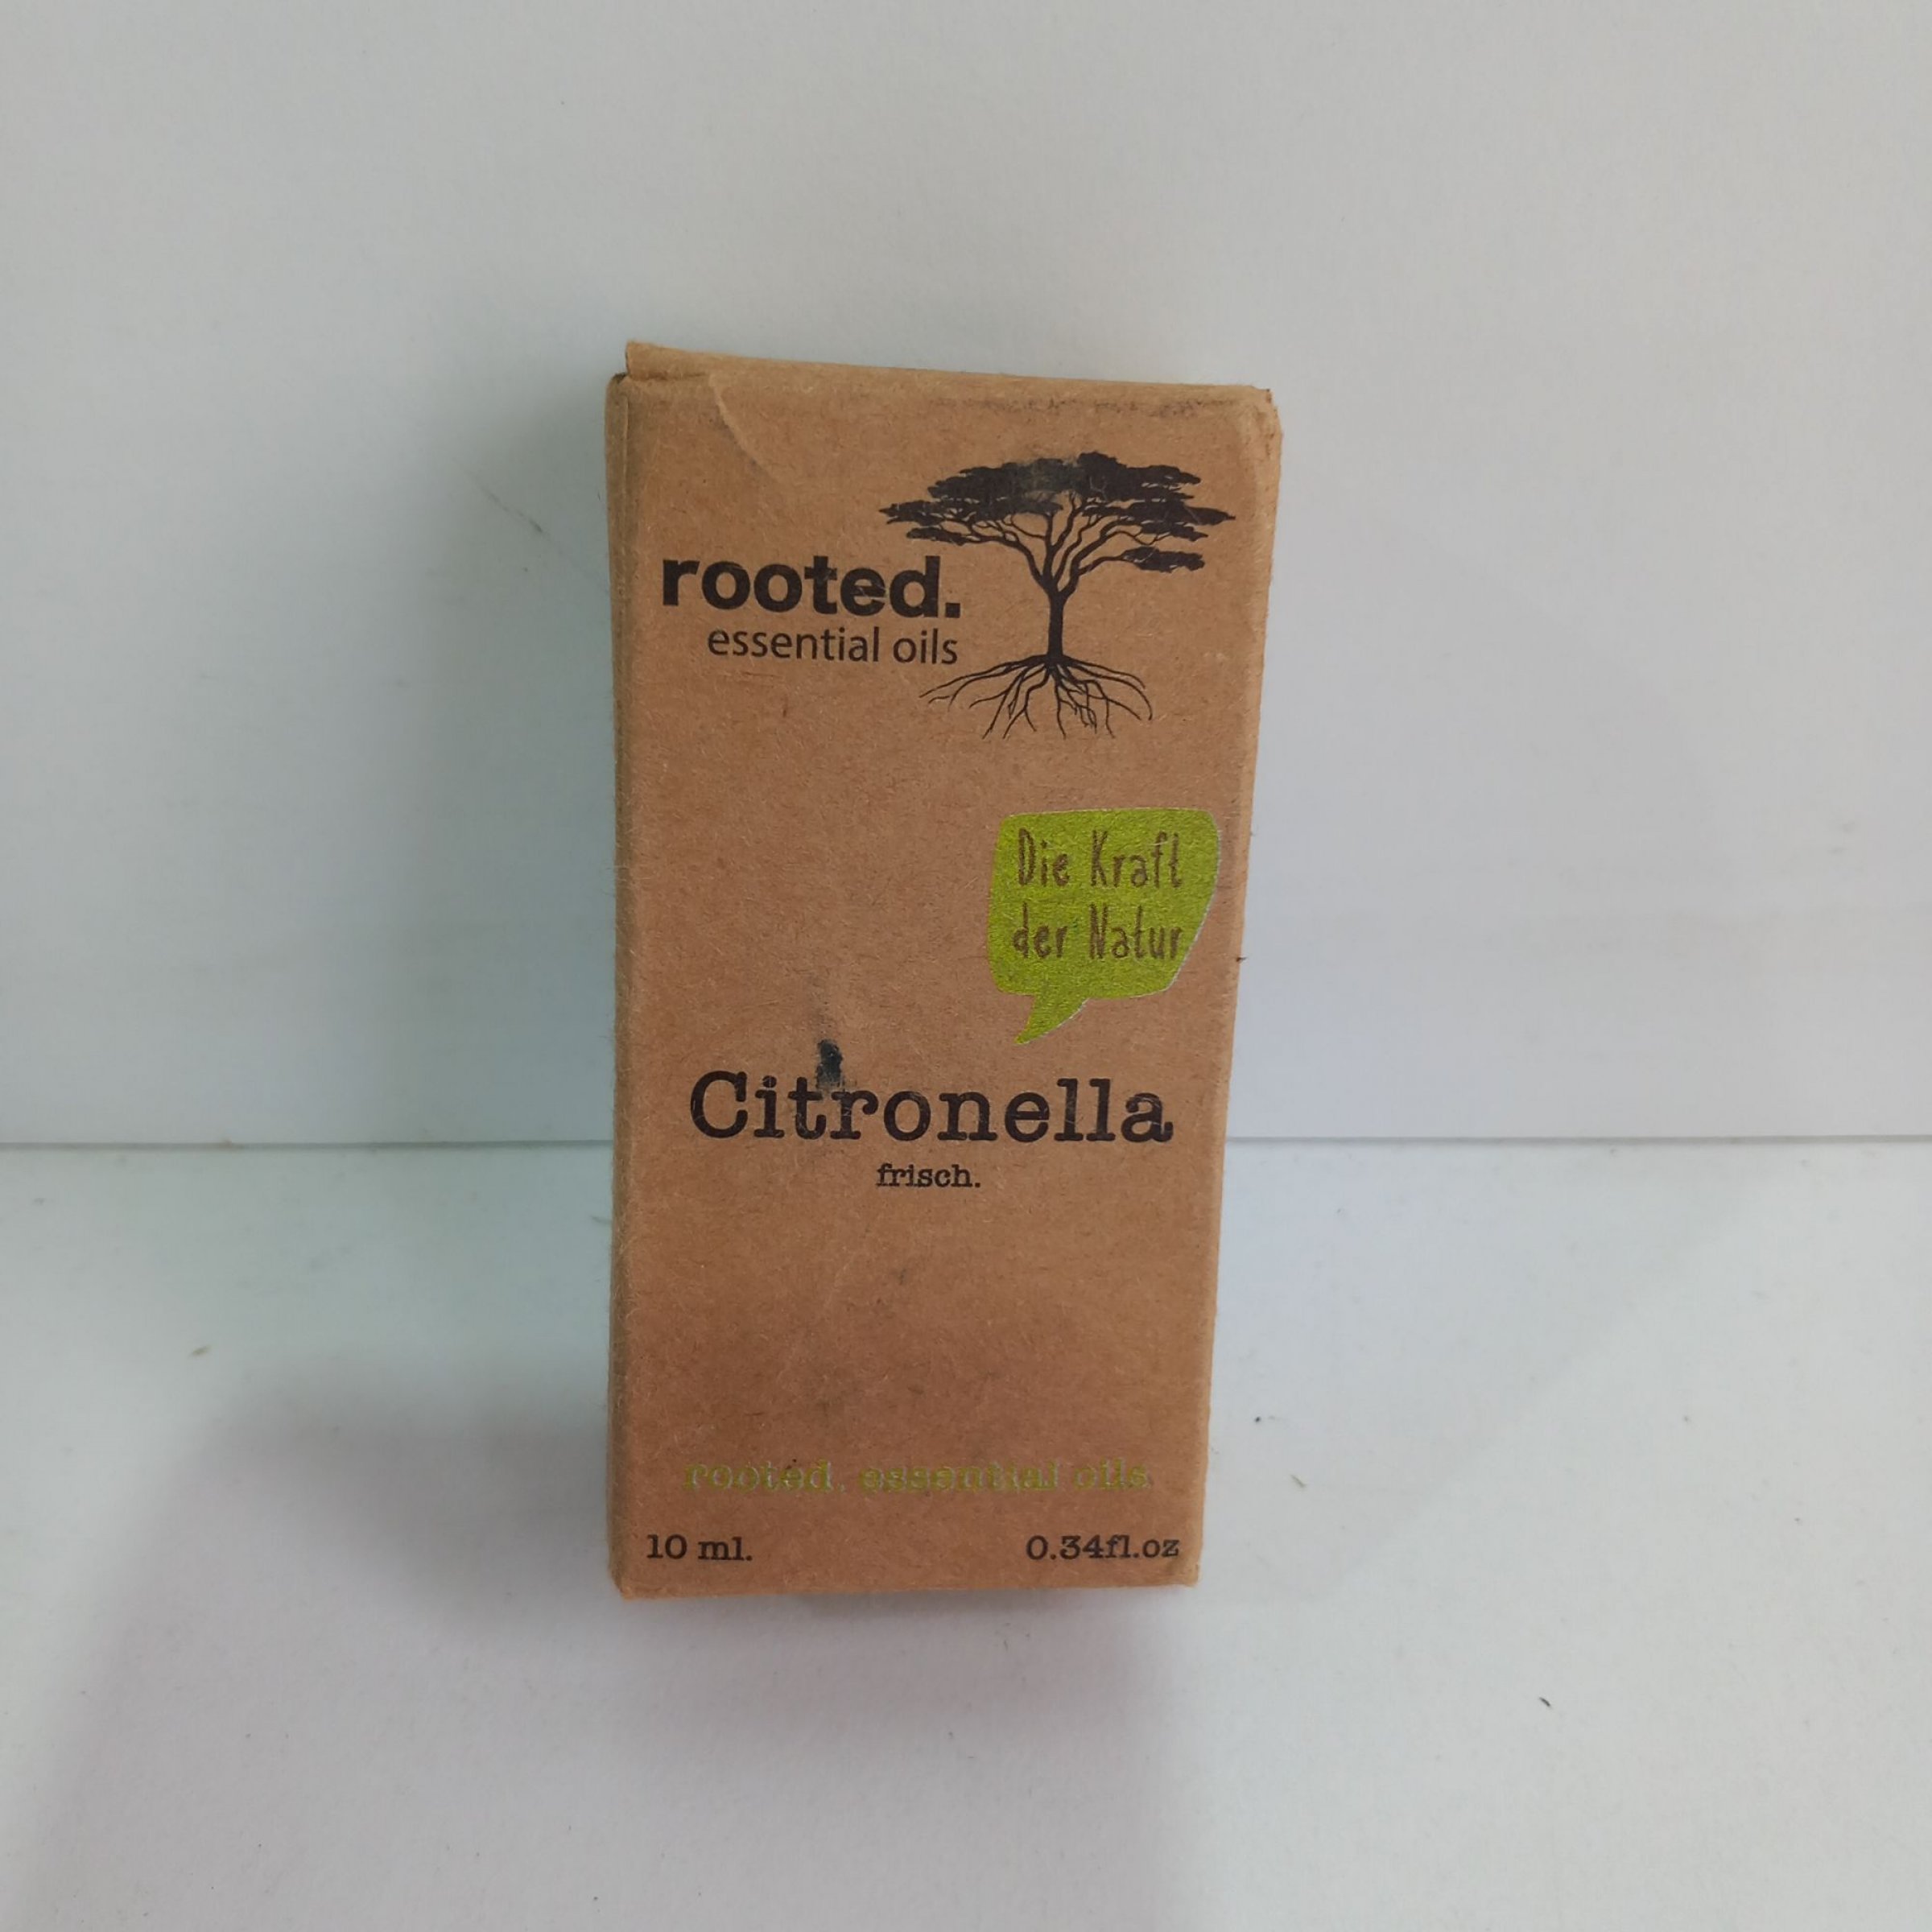 rooted.
essential oils
Die Kraft
der Natur
Citronella
frisch.
rooted. essential oils
10 ml.
0.34fl.oz